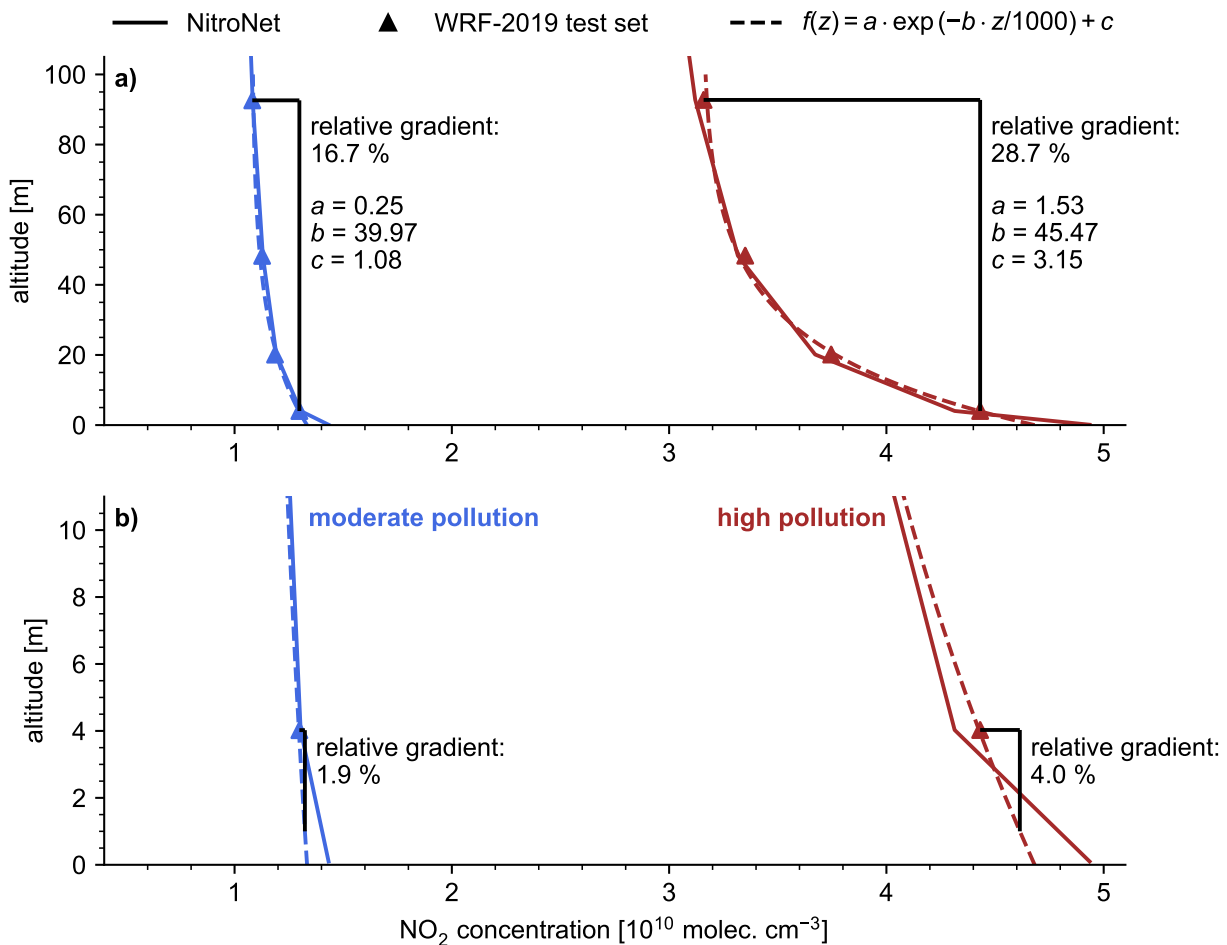 NitroNet
WRF-2019 test set
f(z) = a · exp (−b · z/1000) + c
a)
altitude [m]
100
80
60
40
20
0
relative gradient:
16.7 %
a = 0.25
b = 39.97
c = 1.08
relative gradient:
28.7 %
a = 1.53
b = 45.47
c = 3.15
1
2
3
4
5
b)
moderate pollution
high pollution
altitude [m]
10
8
6
4
2
0
relative gradient:
1.9 %
relative gradient:
4.0 %
1
2
3
4
5
NO₂ concentration [10¹⁰ molec. cm⁻³]